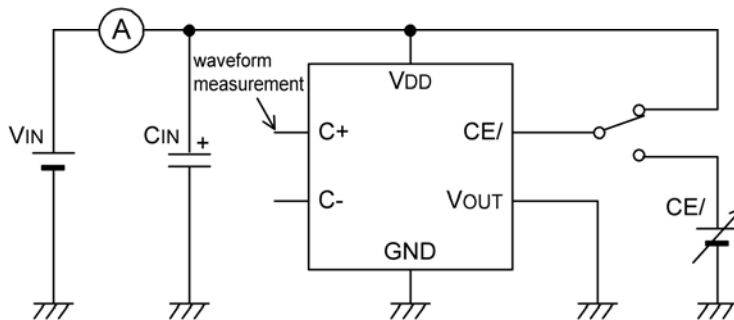 A
waveform
measurement
VDD
VIN
CIN
+
C+
CE/
C-
VOUT
CE/
GND